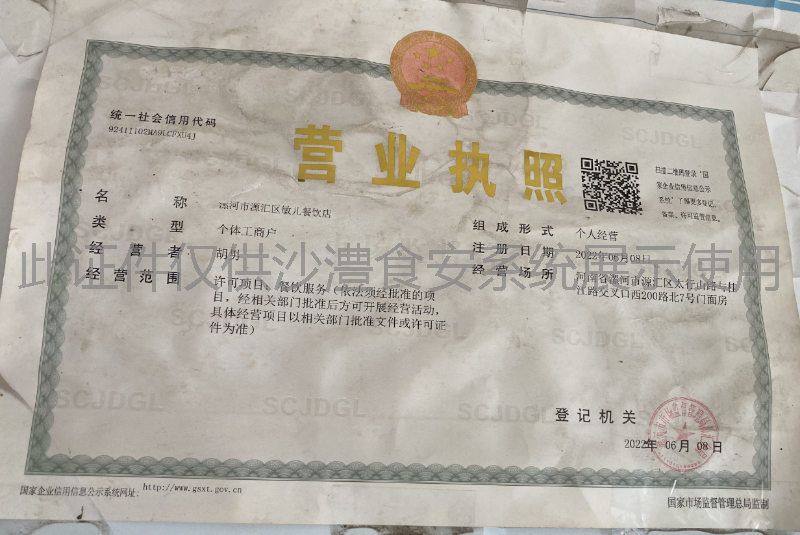 统一社会信用代码
92411102MA9LCFXU4J
营业执照
扫描二维码登录‘国
家企业信用信息公示
系统’了解更多登记、
备案、许可监管信息。
名称 漯河市源汇区敏儿餐饮店
类型 个体工商户
经营者 胡勇
经营范围 许可项目：餐饮服务（依法须经批准的项
目，经相关部门批准后方可开展经营活动，
具体经营项目以相关部门批准文件或许可证
件为准）
组成形式 个人经营
注册日期 2022年06月08日
经营场所 河南省漯河市源汇区太行山路与桂
江路交叉口西200路北7号门面房
此证件仅供沙澧食安系统展示使用
SCJDGL
SCJDGL
SCJDGL
SCJDGL
SCJDGL
登记机关
2022年 06月 08日
国家企业信用信息公示系统网址：http://www.gsxt.gov.cn
国家市场监督管理总局监制